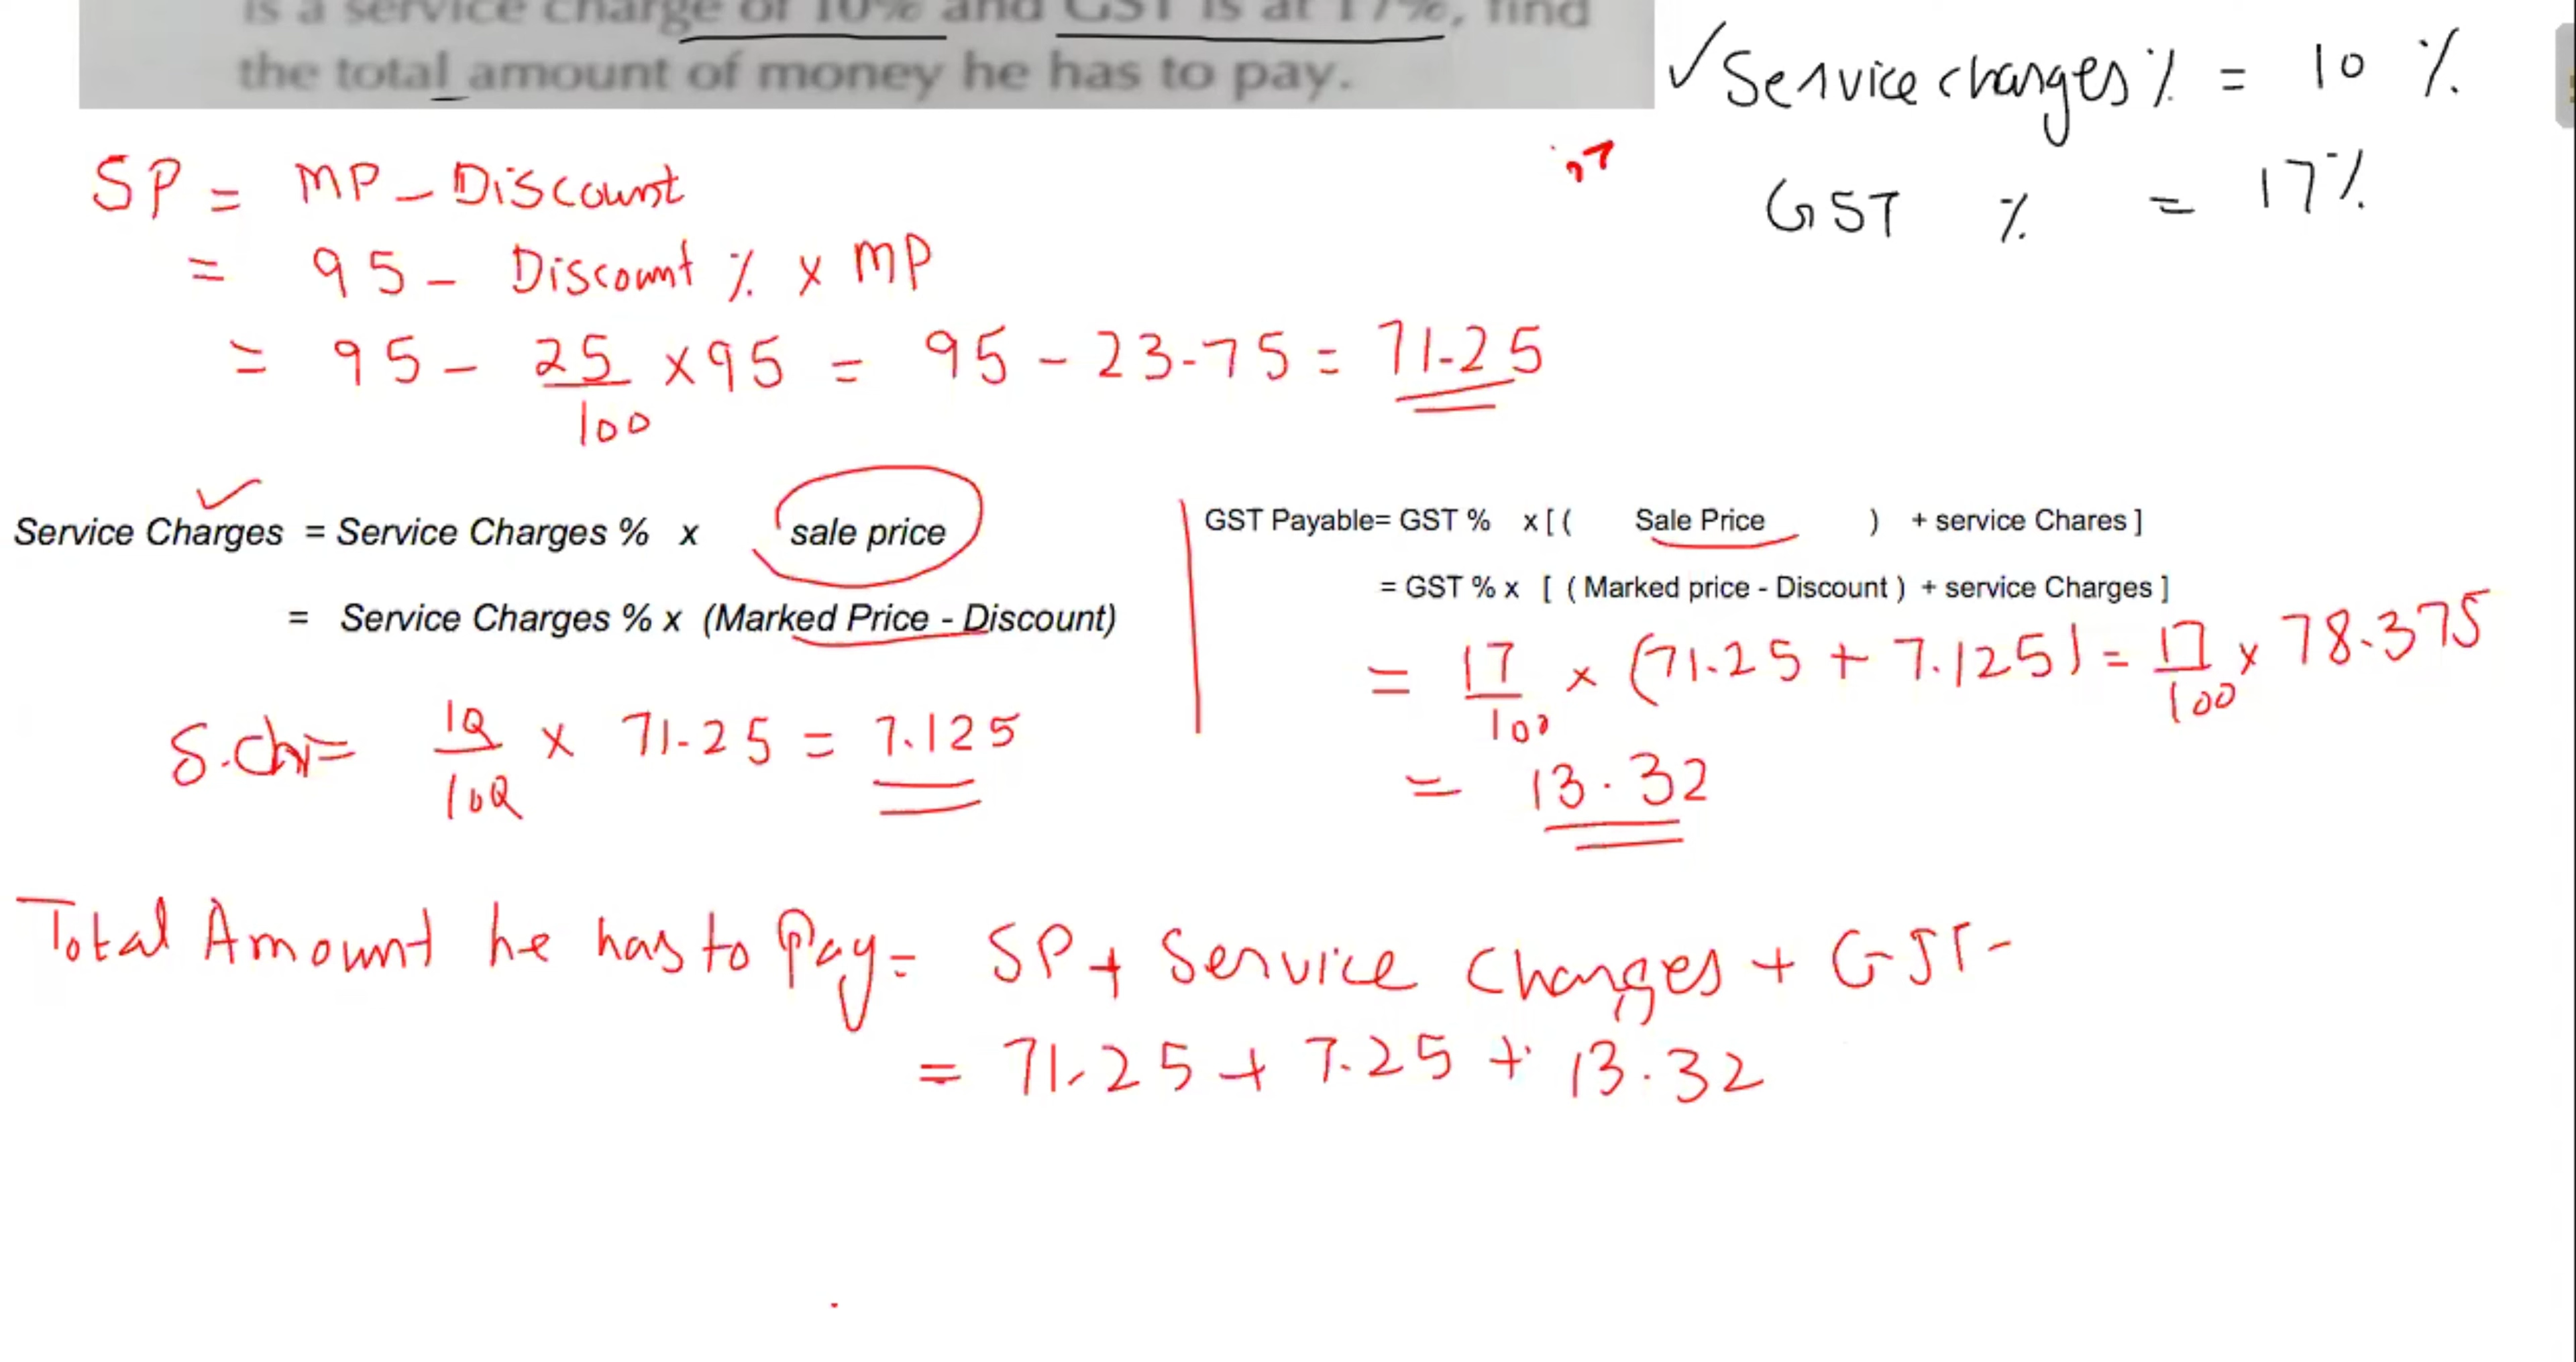 is a service charge of 10% and GST is at 17%, find
the total amount of money he has to pay.
✓ Service charges % = 10 %
GST % = 17%
SP = MP - Discount
= 95 - Discount % x MP
= 95 - 25/100 x 95 = 95 - 23.75 = 71.25
Service Charges = Service Charges % x sale price
= Service Charges % x (Marked Price - Discount)
S.Ch = 10/100 x 71.25 = 7.125
GST Payable= GST % x [ ( Sale Price ) + service Chares ]
= GST % x [ ( Marked price - Discount ) + service Charges ]
= 17/100 x (71.25 + 7.125) = 17/100 x 78.375
= 13.32
Total Amount he has to Pay = SP + Service Charges + GST
= 71.25 + 7.25 + 13.32